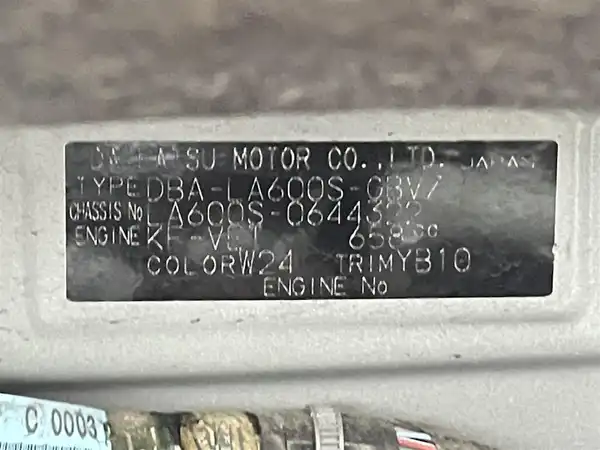 DAIHATSU MOTOR CO.,LTD. JAPAN
TYPE DBA-LA600S-GBVZ
CHASSIS No LA600S-0644322
ENGINE KF-VET 658cc
COLOR W24 TRIM YB10
ENGINE No
C 0003